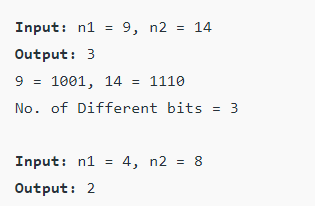 Input: n1 = 9, n2 = 14
Output: 3
9 = 1001, 14 = 1110
No. of Different bits = 3
Input: n1 = 4, n2 = 8
Output: 2